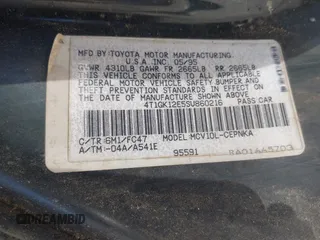 MFD BY TOYOTA MOTOR MANUFACTURING,
U.S.A. INC. 05/95
GVWR 4310LB GAWR FR 2665LB RR 2665LB
THIS VEHICLE CONFORMS TO ALL APPLICABLE
FEDERAL MOTOR VEHICLE SAFETY, BUMPER, AND
THEFT PREVENTION STANDARDS IN EFFECT ON
THE DATE OF MANUFACTURE SHOWN ABOVE.
4T1GK12E5SU860216 PASS CAR
C/TR 6M1/FC47 MODEL MCV10L-CEPNKA
A/TM -04A/A541E
95591
© BIDAMBID